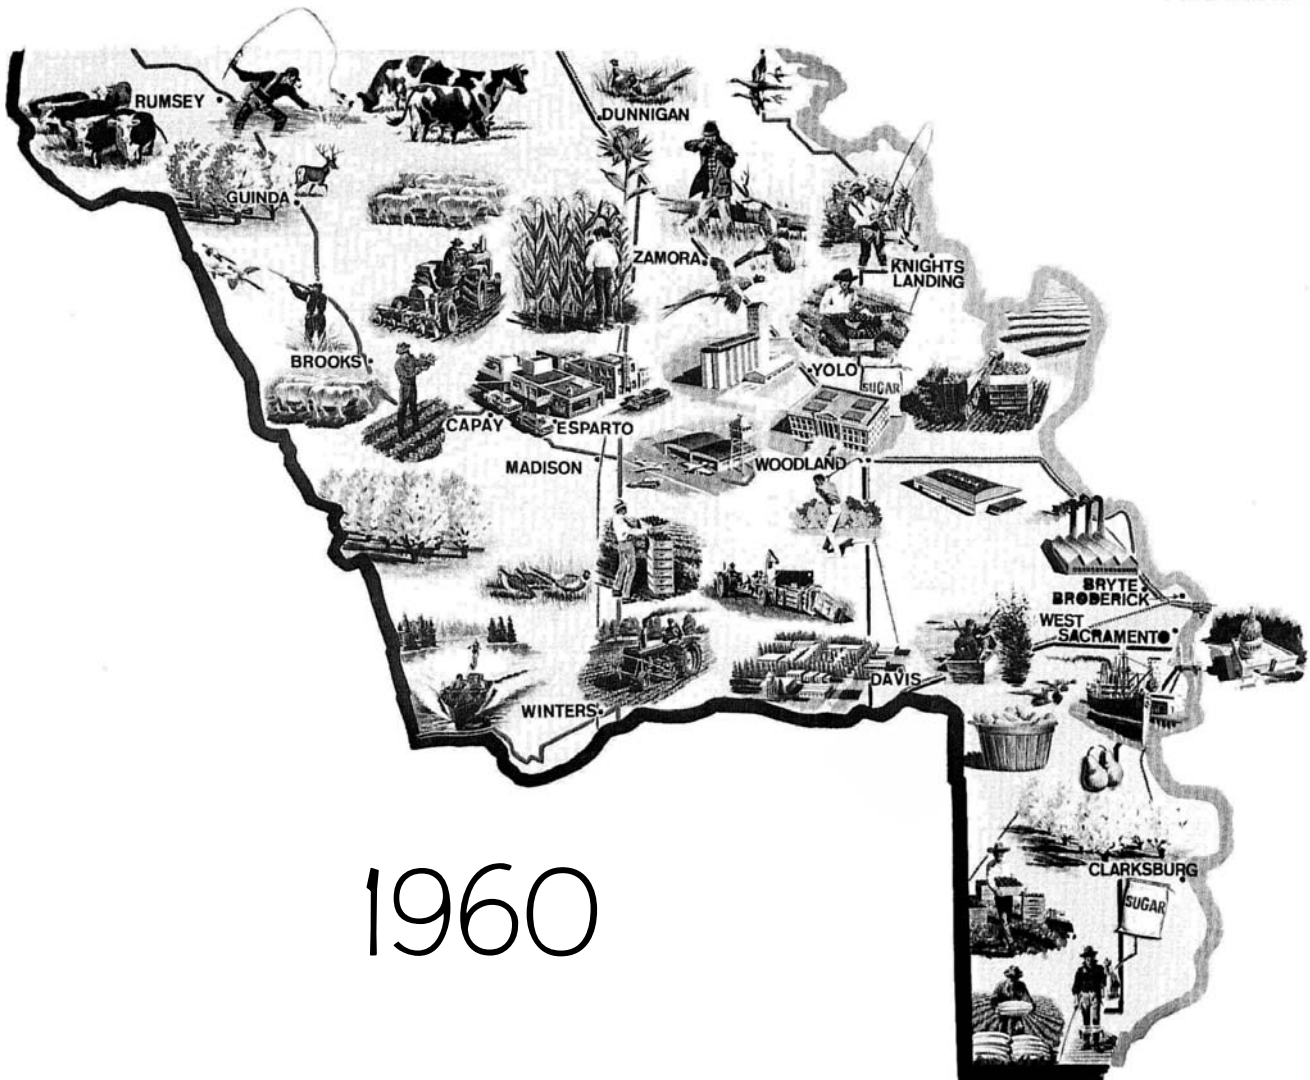 RUMSEY
DUNNIGAN
GUINDA
ZAMORA
KNIGHTS
LANDING
BROOKS
YOLO
SUGAR
CAPAY
ESPARTO
MADISON
WOODLAND
BRYTE
BRODERICK
WEST
SACRAMENTO
DAVIS
WINTERS
CLARKSBURG
SUGAR
1960